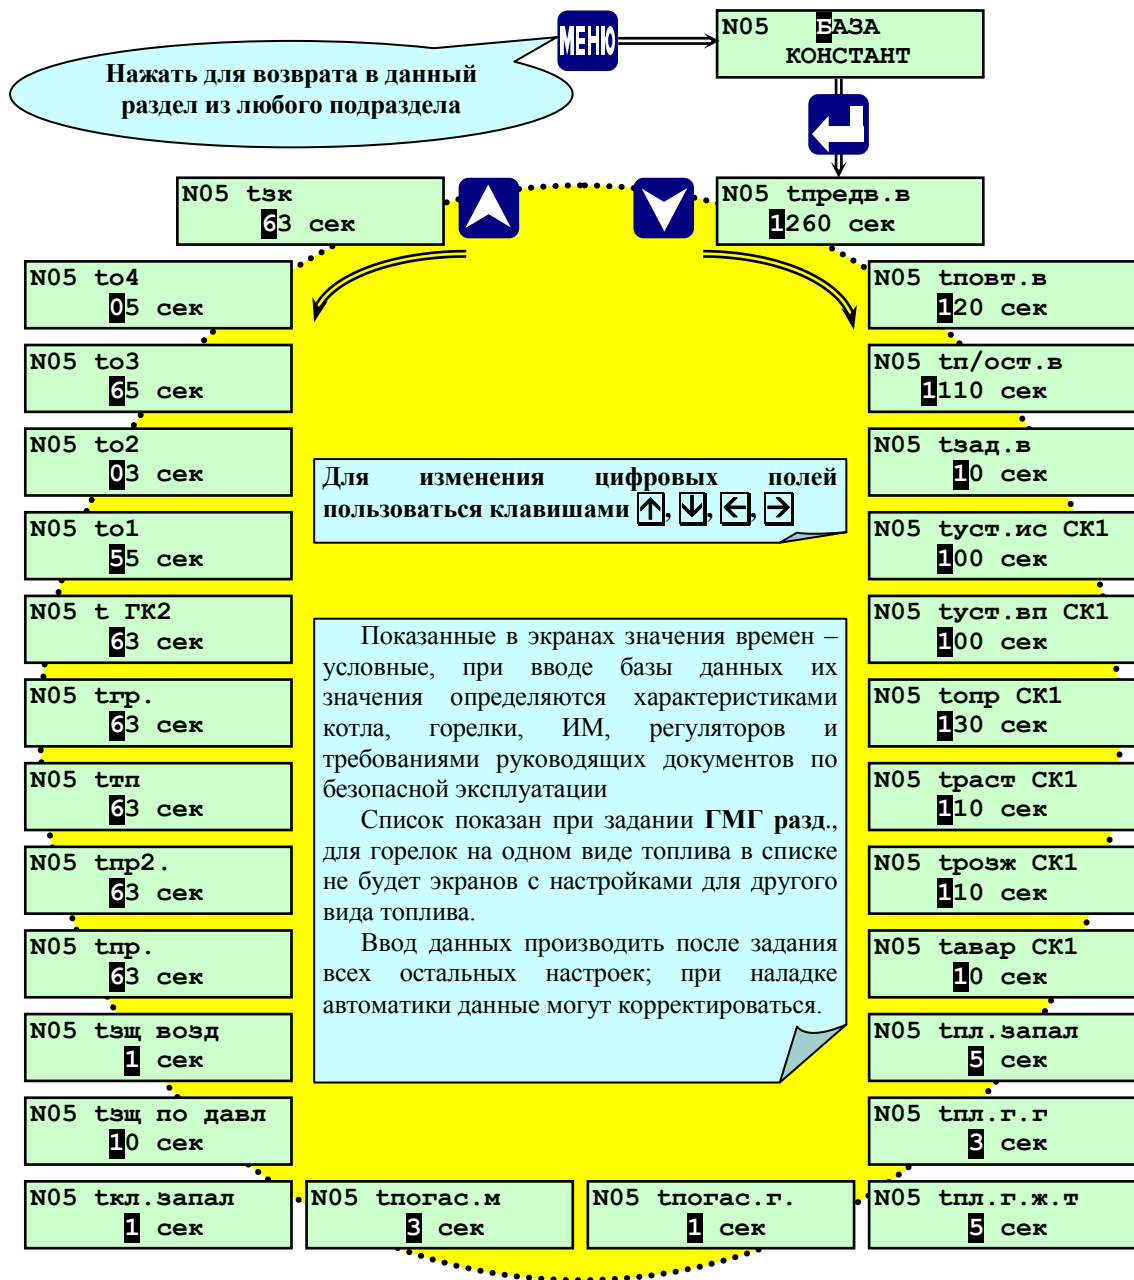 МЕНЮ
N05 БАЗА
КОНСТАНТ
Нажать для возврата в данный
раздел из любого подраздела
N05 tзк
63 сек
N05 tпредв.в
1260 сек
N05 tо4
05 сек
N05 tповт.в
120 сек
N05 tо3
65 сек
N05 tп/ост.в
1110 сек
N05 tо2
03 сек
N05 tзад.в
10 сек
Для изменения цифровых полей
пользоваться клавишами ↑, ↓, ←, →
N05 tо1
55 сек
N05 tуст.ис СК1
100 сек
N05 t ГК2
63 сек
N05 tуст.вп СК1
100 сек
N05 tгр.
63 сек
N05 tопр СК1
130 сек
N05 tтп
63 сек
N05 tраст СК1
110 сек
N05 tпр2.
63 сек
N05 tрозж СК1
110 сек
N05 tпр.
63 сек
N05 tавар СК1
10 сек
Показанные в экранах значения времен –
условные, при вводе базы данных их
значения определяются характеристиками
котла, горелки, ИМ, регуляторов и
требованиями руководящих документов по
безопасной эксплуатации
Список показан при задании ГМГ разд.,
для горелок на одном виде топлива в списке
не будет экранов с настройками для другого
вида топлива.
Ввод данных производить после задания
всех остальных настроек; при наладке
автоматики данные могут корректироваться.
N05 tзщ возд
1 сек
N05 tпл.запал
5 сек
N05 tзщ по давл
10 сек
N05 tпл.г.г
3 сек
N05 tкл.запал
1 сек
N05 tпогас.м
3 сек
N05 tпогас.г.
1 сек
N05 tпл.г.ж.т
5 сек